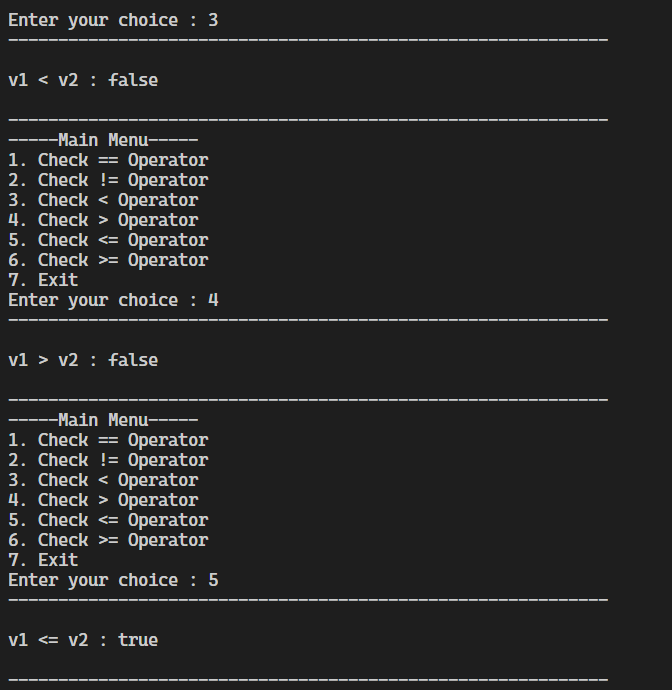 Enter your choice : 3
------------------------------------------------------------
v1 < v2 : false
------------------------------------------------------------
-----Main Menu-----
1. Check == Operator
2. Check != Operator
3. Check < Operator
4. Check > Operator
5. Check <= Operator
6. Check >= Operator
7. Exit
Enter your choice : 4
------------------------------------------------------------
v1 > v2 : false
------------------------------------------------------------
-----Main Menu-----
1. Check == Operator
2. Check != Operator
3. Check < Operator
4. Check > Operator
5. Check <= Operator
6. Check >= Operator
7. Exit
Enter your choice : 5
------------------------------------------------------------
v1 <= v2 : true
------------------------------------------------------------